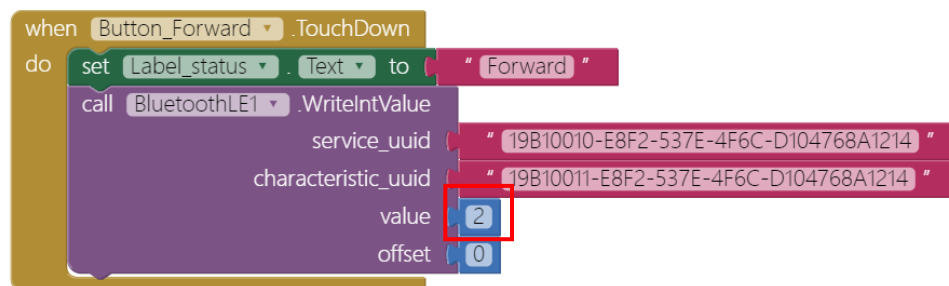 when Button_Forward .TouchDown
do set Label_status . Text to " Forward "
call BluetoothLE1 .WriteIntValue
service_uuid " 19B10010-E8F2-537E-4F6C-D104768A1214 "
characteristic_uuid " 19B10011-E8F2-537E-4F6C-D104768A1214 "
value 2
offset 0